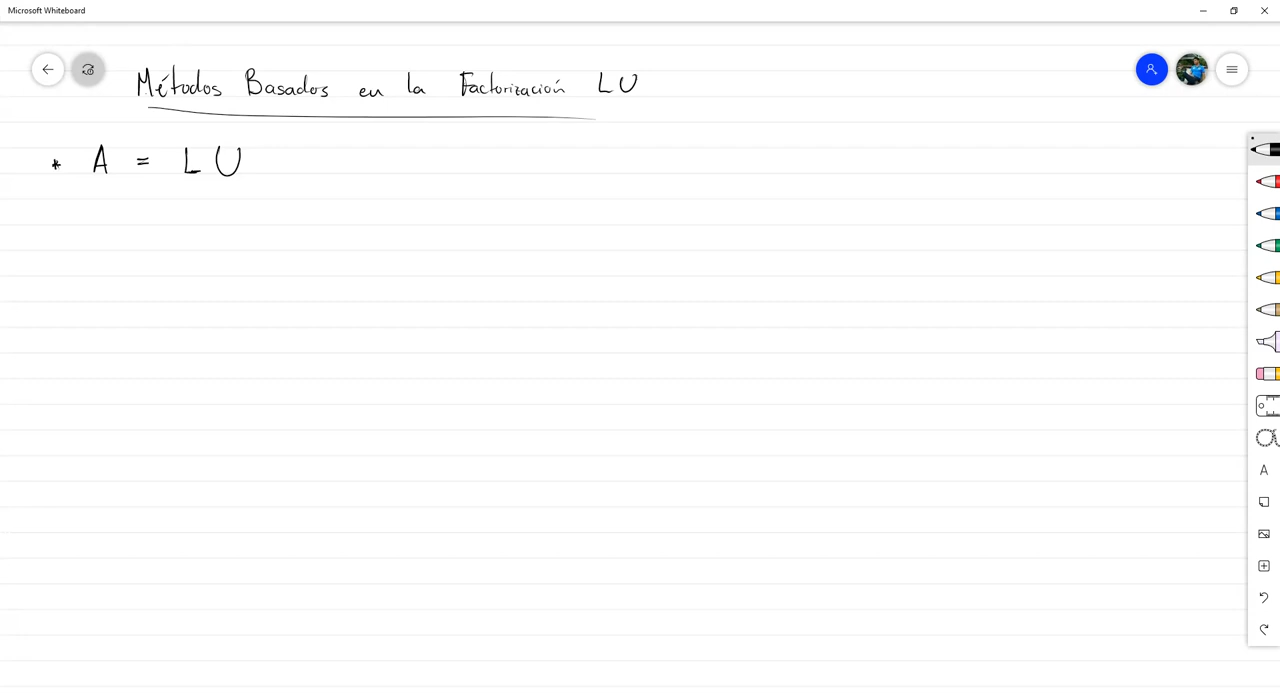 Microsoft Whiteboard
Métodos Basados en la Factorización LU
* A = LU
A